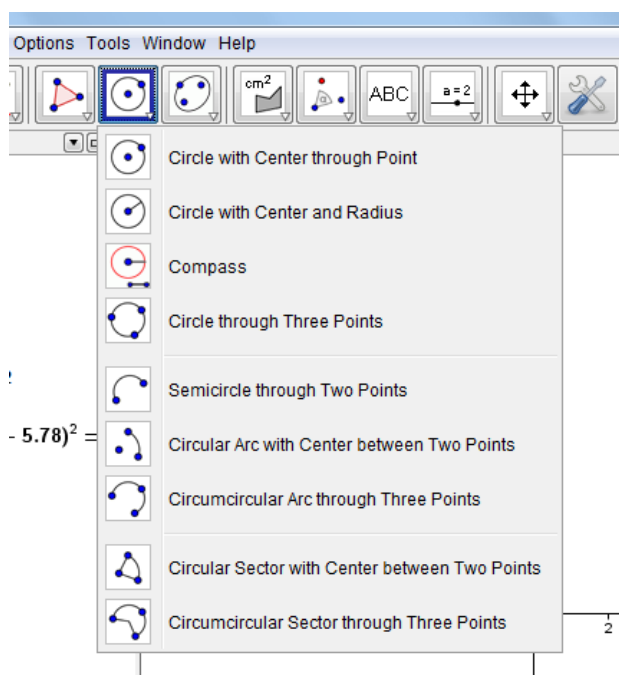 Options Tools Window Help
cm²
ABC
a = 2
Circle with Center through Point
Circle with Center and Radius
Compass
Circle through Three Points
Semicircle through Two Points
- 5.78)² =
Circular Arc with Center between Two Points
Circumcircular Arc through Three Points
Circular Sector with Center between Two Points
Circumcircular Sector through Three Points
2